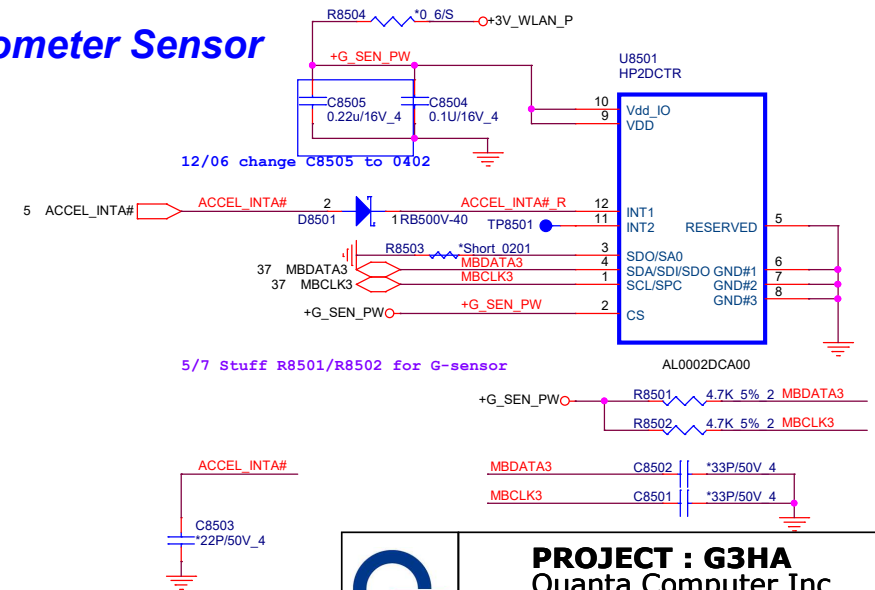 ometer Sensor
R8504 *0_6/S +3V_WLAN_P
+G_SEN_PW
C8505
0.22u/16V_4
C8504
0.1U/16V_4
12/06 change C8505 to 0402
U8501
HP2DCTR
10 Vdd_IO
9 VDD
5 ACCEL_INTA# ACCEL_INTA# 2 D8501 1 RB500V-40 ACCEL_INTA#_R 12 INT1
TP8501 11 INT2
RESERVED 5
R8503 *Short_0201 3 SDO/SA0
37 MBDATA3 MBDATA3 4 SDA/SDI/SDO GND#1 6
37 MBCLK3 MBCLK3 1 SCL/SPC GND#2 7
GND#3 8
+G_SEN_PW +G_SEN_PW 2 CS
5/7 Stuff R8501/R8502 for G-sensor
AL0002DCA00
+G_SEN_PW R8501 4.7K_5%_2 MBDATA3
R8502 4.7K_5%_2 MBCLK3
ACCEL_INTA#
C8503
*22P/50V_4
MBDATA3 C8502 *33P/50V_4
MBCLK3 C8501 *33P/50V_4
PROJECT : G3HA
Quanta Computer Inc